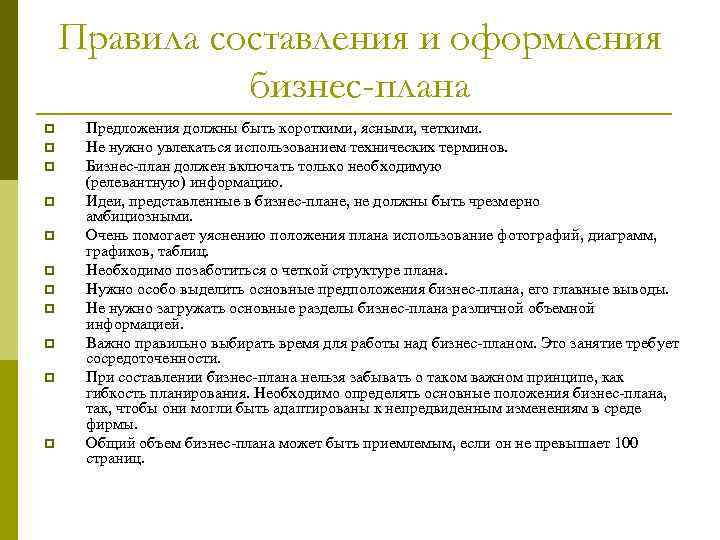 Правила составления и оформления
бизнес-плана
Предложения должны быть короткими, ясными, четкими.
Не нужно увлекаться использованием технических терминов.
Бизнес-план должен включать только необходимую
(релевантную) информацию.
Идеи, представленные в бизнес-плане, не должны быть чрезмерно
амбициозными.
Очень помогает уяснению положения плана использование фотографий, диаграмм,
графиков, таблиц.
Необходимо позаботиться о четкой структуре плана.
Нужно особо выделить основные предположения бизнес-плана, его главные выводы.
Не нужно загружать основные разделы бизнес-плана различной объемной
информацией.
Важно правильно выбирать время для работы над бизнес-планом. Это занятие требует
сосредоточенности.
При составлении бизнес-плана нельзя забывать о таком важном принципе, как
гибкость планирования. Необходимо определять основные положения бизнес-плана,
так, чтобы они могли быть адаптированы к непредвиденным изменениям в среде
фирмы.
Общий объем бизнес-плана может быть приемлемым, если он не превышает 100
страниц.